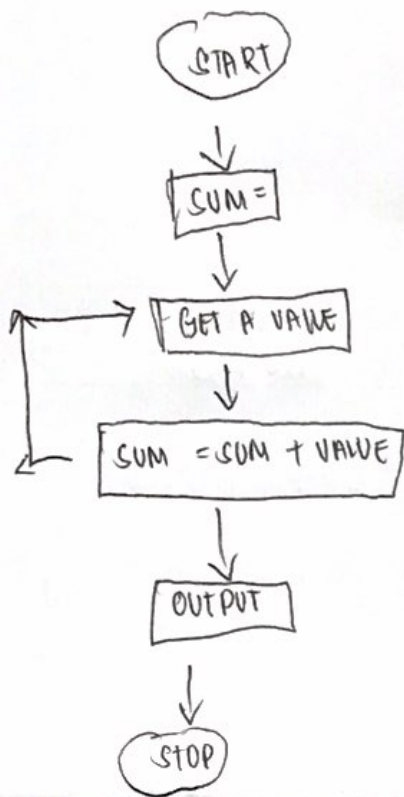 START
SUM =
GET A VALUE
SUM = SUM + VALUE
OUTPUT
STOP